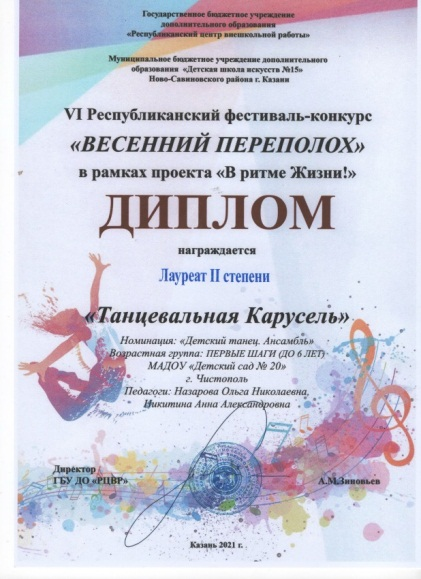 Государственное бюджетное учреждение
дополнительного образования
«Республиканский центр внешкольной работы»
Муниципальное бюджетное учреждение дополнительного
образования «Детская школа искусств №15»
Ново-Савиновского района г. Казани
VI Республиканский фестиваль-конкурс
«ВЕСЕННИЙ ПЕРЕПОЛОХ»
в рамках проекта «В ритме Жизни!»
ДИПЛОМ
награждается
Лауреат II степени
«Танцевальная Карусель»
Номинация: «Детский танец. Ансамбль»
Возрастная группа: ПЕРВЫЕ ШАГИ (ДО 6 ЛЕТ)
МАДОУ «Детский сад № 20»
г. Чистополь
Педагоги: Назарова Ольга Николаевна,
Никитина Анна Александровна
Директор
ГБУ ДО «РЦВР»
А.М.Зиновьев
Казань 2021 г.